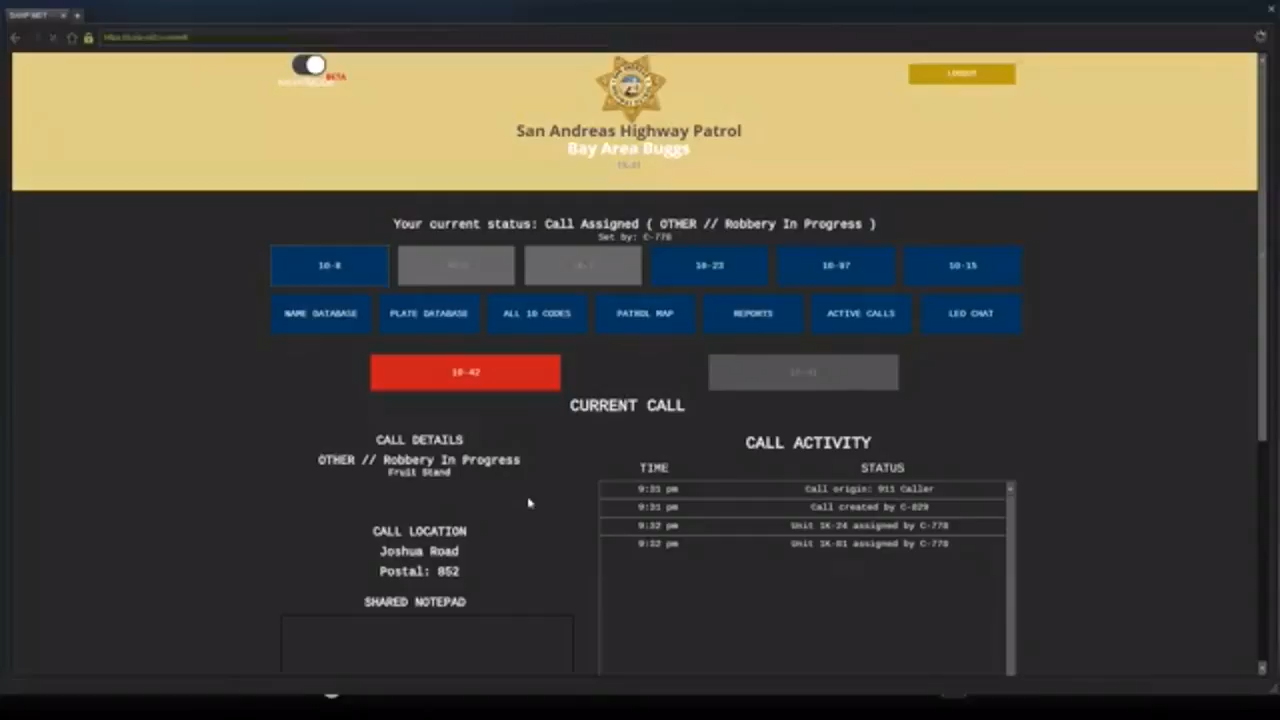 BETA
LOGOUT
San Andreas Highway Patrol
Bay Area Buggs
Your current status: Call Assigned ( OTHER // Robbery In Progress )
Set by: C-778
10-8
10-23
10-97
10-15
NAME DATABASE
PLATE DATABASE
ALL 10 CODES
PATROL MAP
REPORTS
ACTIVE CALLS
LEO CHAT
10-42
10-41
CURRENT CALL
CALL DETAILS
OTHER // Robbery In Progress
Fruit Stand
CALL LOCATION
Joshua Road
Postal: 852
SHARED NOTEPAD
CALL ACTIVITY
TIME STATUS
9:31 pm Call origin: 911 Caller
9:31 pm Call created by C-829
9:32 pm Unit 1K-24 assigned by C-778
9:32 pm Unit 1K-81 assigned by C-778